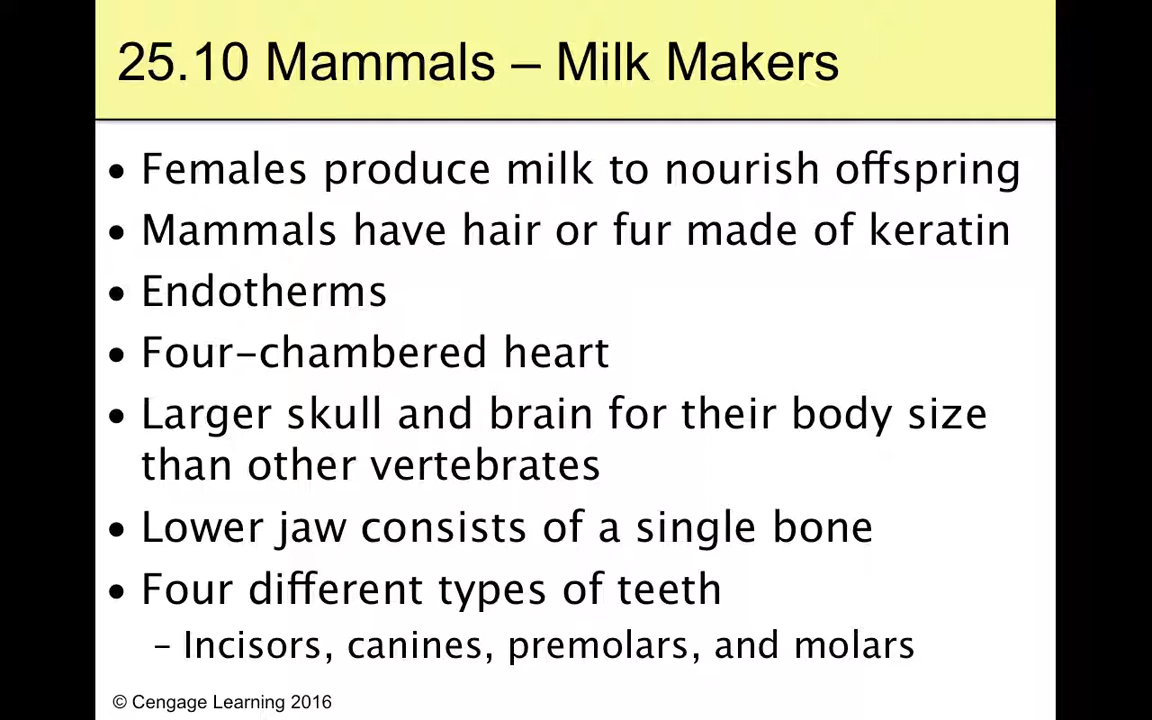 25.10 Mammals – Milk Makers
• Females produce milk to nourish offspring
• Mammals have hair or fur made of keratin
• Endotherms
• Four-chambered heart
• Larger skull and brain for their body size
than other vertebrates
• Lower jaw consists of a single bone
• Four different types of teeth
– Incisors, canines, premolars, and molars
© Cengage Learning 2016